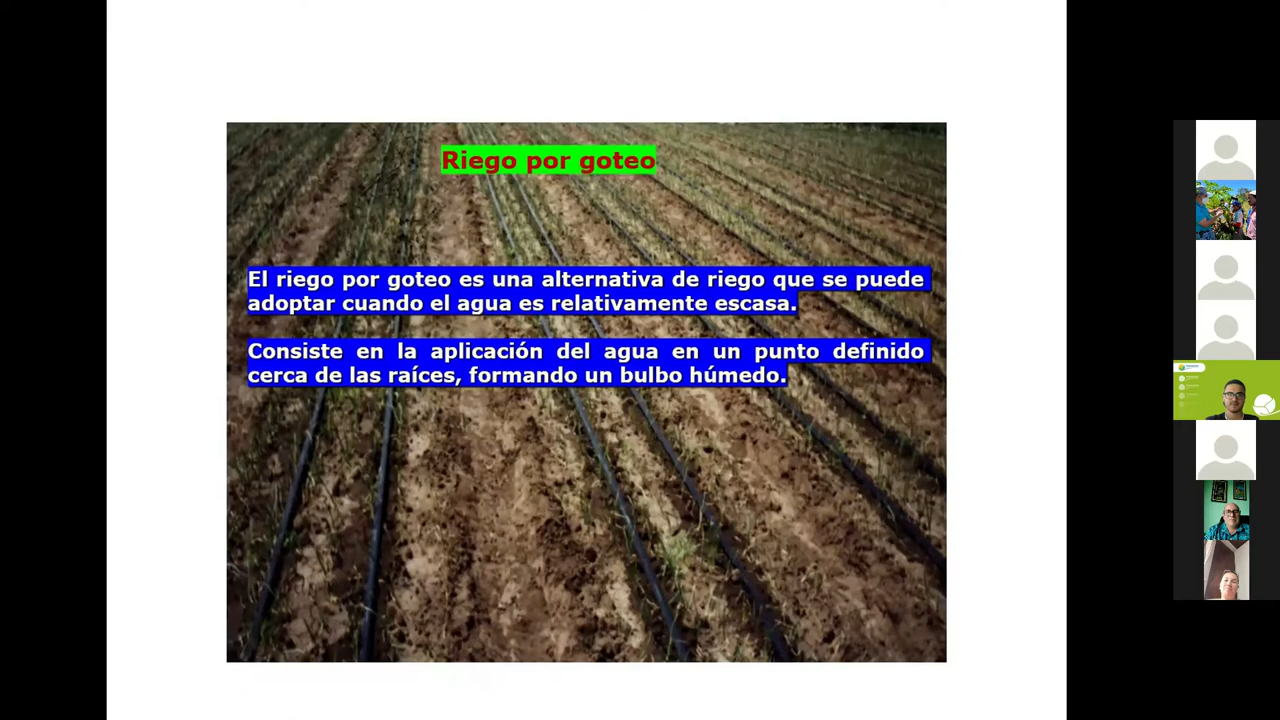 Riego por goteo
El riego por goteo es una alternativa de riego que se puede
adoptar cuando el agua es relativamente escasa.
Consiste en la aplicación del agua en un punto definido
cerca de las raíces, formando un bulbo húmedo.